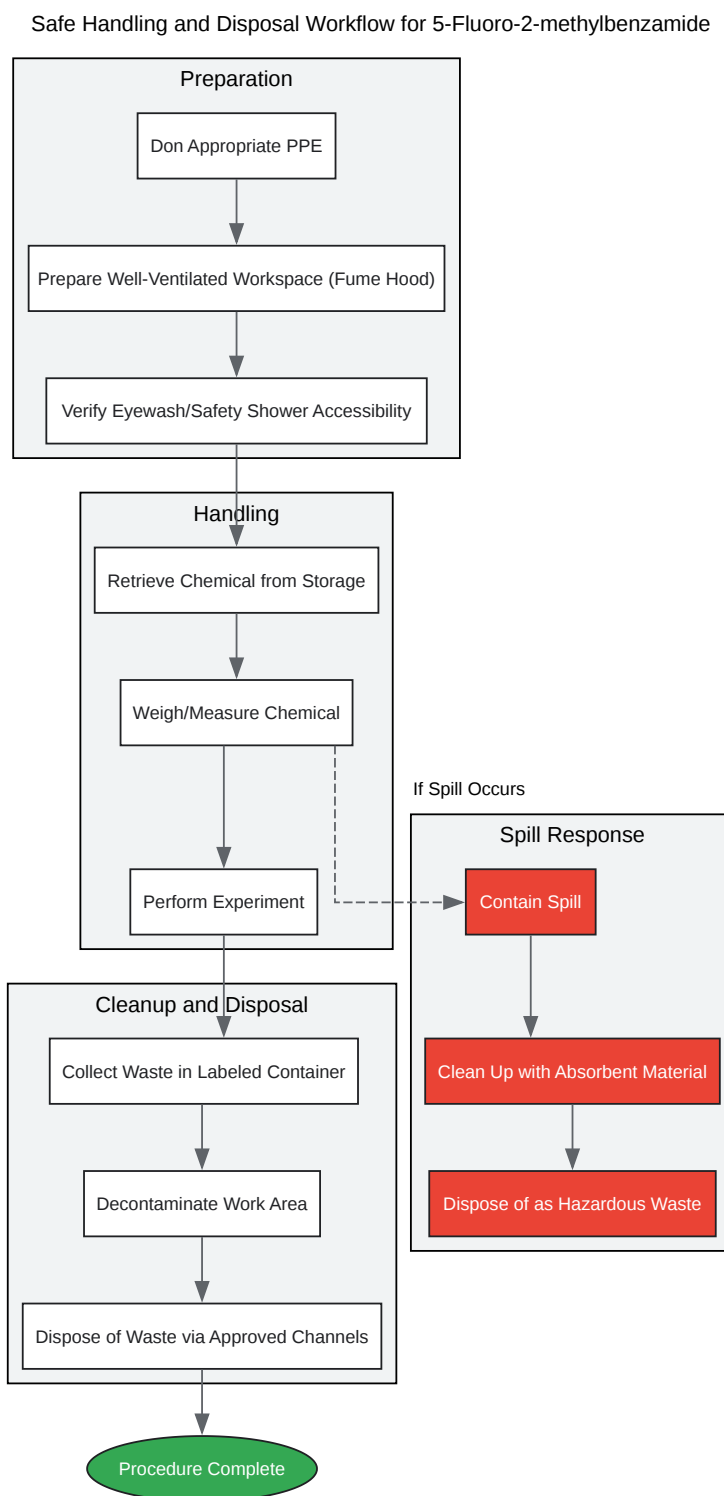 Safe Handling and Disposal Workflow for 5-Fluoro-2-methylbenzamide
Preparation
Don Appropriate PPE
Prepare Well-Ventilated Workspace (Fume Hood)
Verify Eyewash/Safety Shower Accessibility
Handling
Retrieve Chemical from Storage
Weigh/Measure Chemical
Perform Experiment
If Spill Occurs
Spill Response
Contain Spill
Clean Up with Absorbent Material
Dispose of as Hazardous Waste
Cleanup and Disposal
Collect Waste in Labeled Container
Decontaminate Work Area
Dispose of Waste via Approved Channels
Procedure Complete